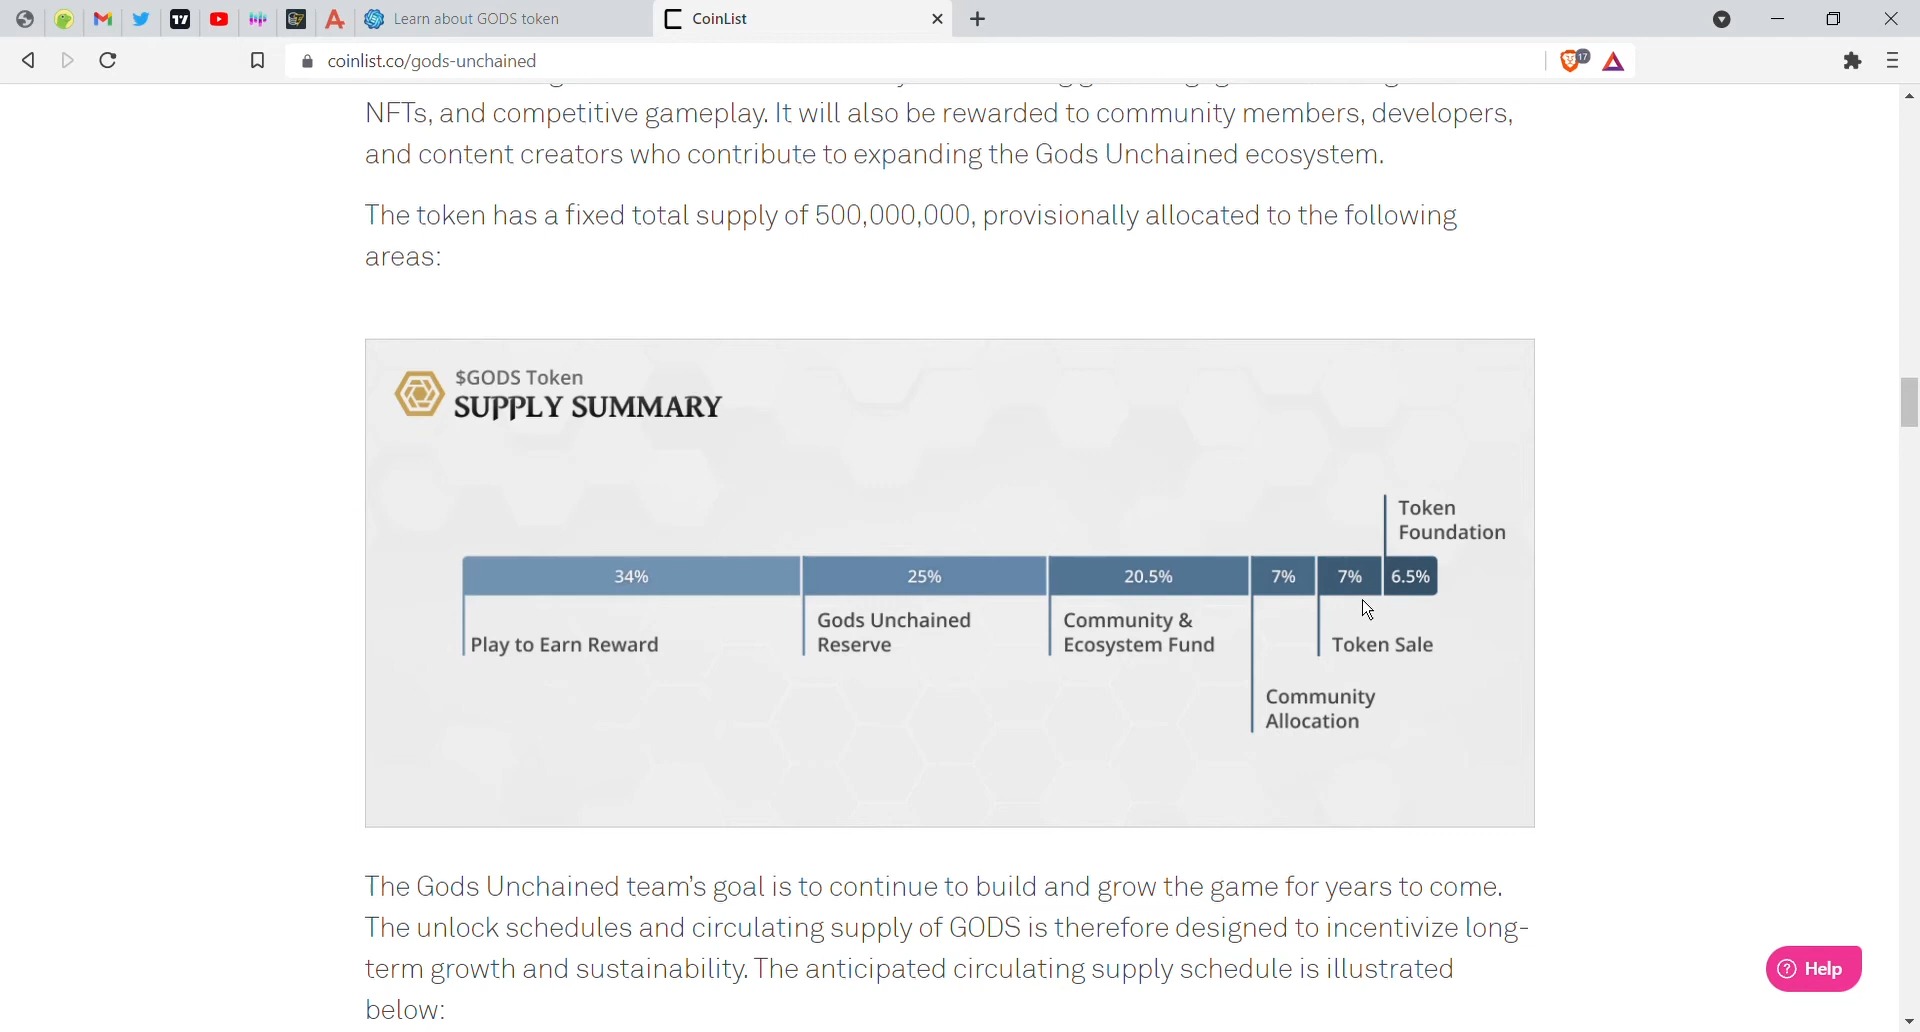 Learn about GODS token
CoinList
coinlist.co/gods-unchained
17
NFTs, and competitive gameplay. It will also be rewarded to community members, developers,
and content creators who contribute to expanding the Gods Unchained ecosystem.
The token has a fixed total supply of 500,000,000, provisionally allocated to the following
areas:
$GODS Token
SUPPLY SUMMARY
Token
Foundation
34%
25%
20.5%
7%
7%
6.5%
Play to Earn Reward
Gods Unchained
Reserve
Community &
Ecosystem Fund
Token Sale
Community
Allocation
The Gods Unchained team's goal is to continue to build and grow the game for years to come.
The unlock schedules and circulating supply of GODS is therefore designed to incentivize long-
term growth and sustainability. The anticipated circulating supply schedule is illustrated
below:
Help